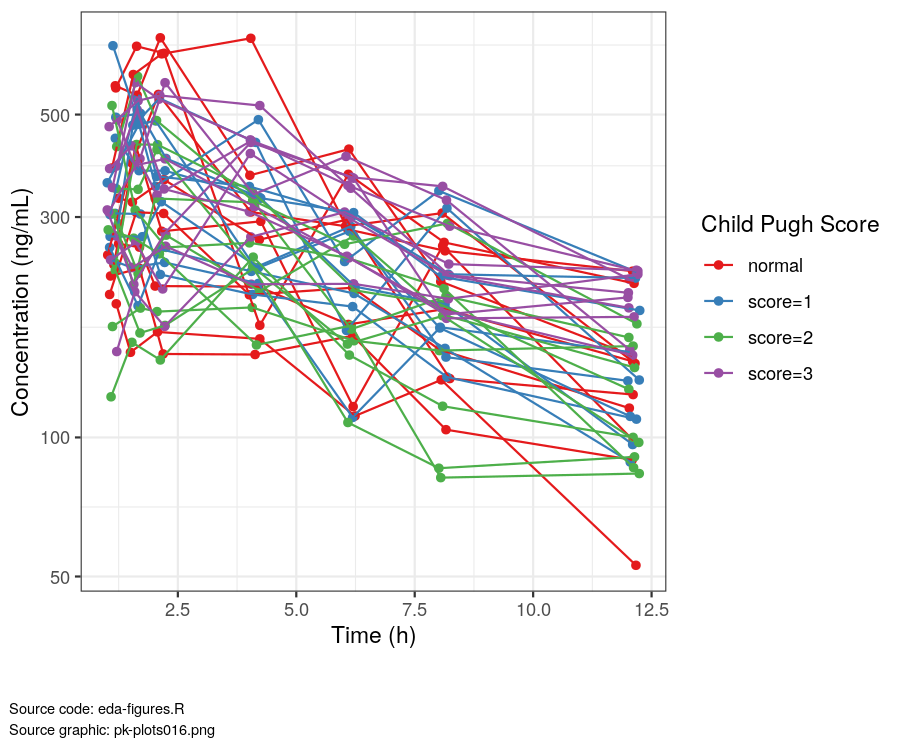 500
300
100
50
Concentration (ng/mL)
2.5 5.0 7.5 10.0 12.5
Time (h)
Child Pugh Score
normal
score=1
score=2
score=3
Source code: eda-figures.R
Source graphic: pk-plots016.png